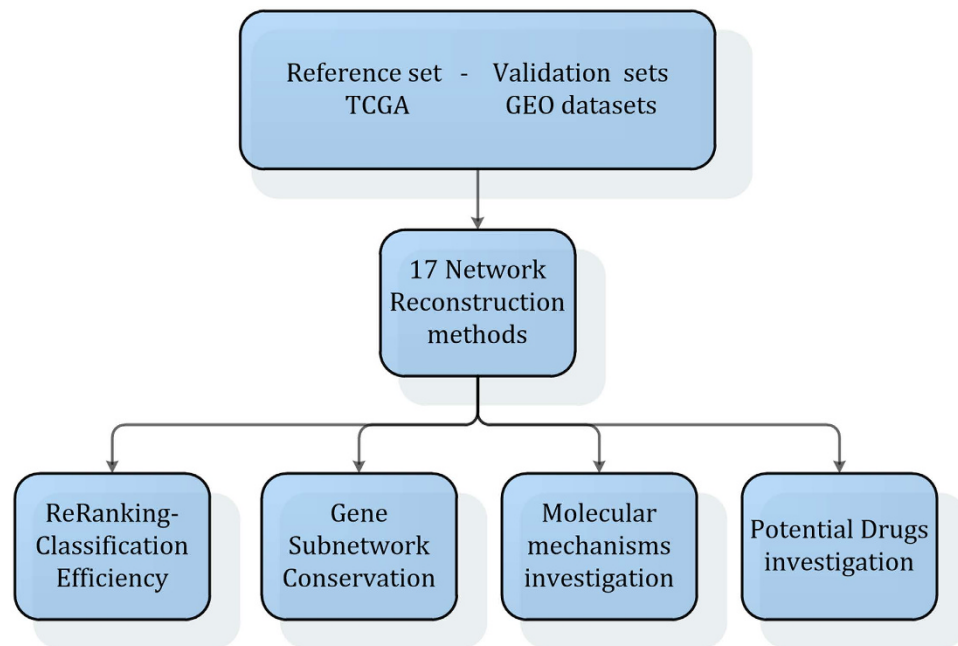 Reference set - Validation sets
TCGA GEO datasets
17 Network
Reconstruction
methods
ReRanking-
Classification
Efficiency
Gene
Subnetwork
Conservation
Molecular
mechanisms
investigation
Potential Drugs
investigation